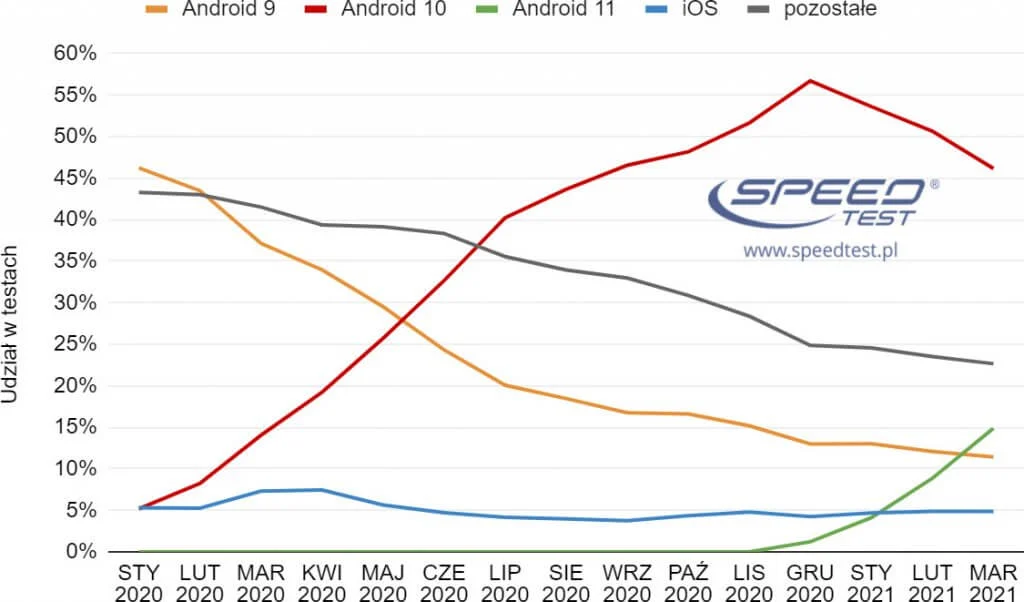 Android 9 Android 10 Android 11 iOS pozostałe
60%
55%
50%
45%
40%
35%
30%
25%
20%
15%
10%
5%
0%
Udział w testach
SPEED®
TEST
www.speedtest.pl
STY LUT MAR KWI MAJ CZE LIP SIE WRZ PAŹ LIS GRU STY LUT MAR
2020 2020 2020 2020 2020 2020 2020 2020 2020 2020 2020 2020 2021 2021 2021